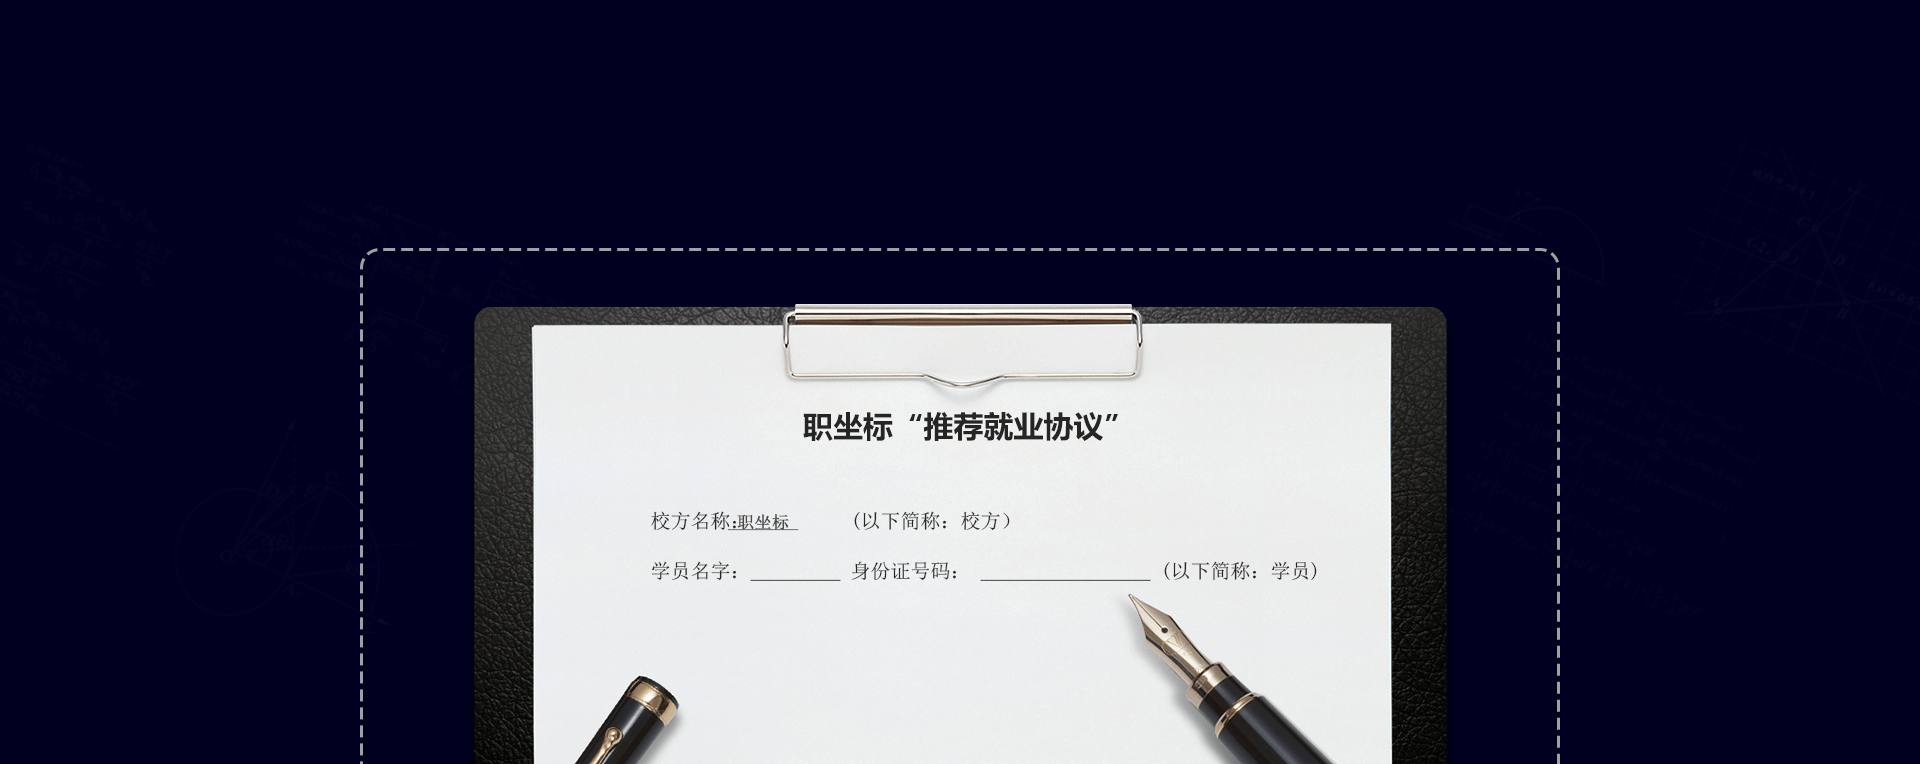 职坐标“推荐就业协议”
校方名称:职坐标 (以下简称：校方）
学员名字：________ 身份证号码： ________________ (以下简称：学员)